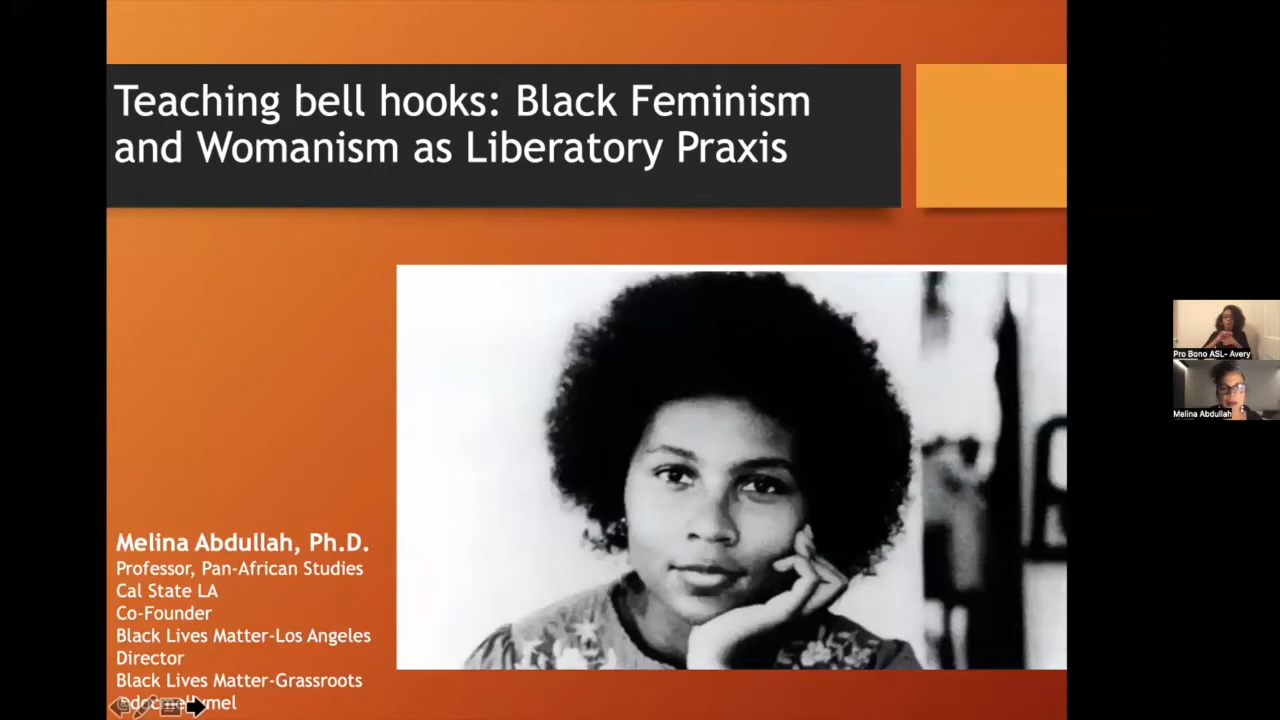 Teaching bell hooks: Black Feminism
and Womanism as Liberatory Praxis
Melina Abdullah, Ph.D.
Professor, Pan-African Studies
Cal State LA
Co-Founder
Black Lives Matter-Los Angeles
Director
Black Lives Matter-Grassroots
Pro Bono ASL- Avery
Melina Abdullah